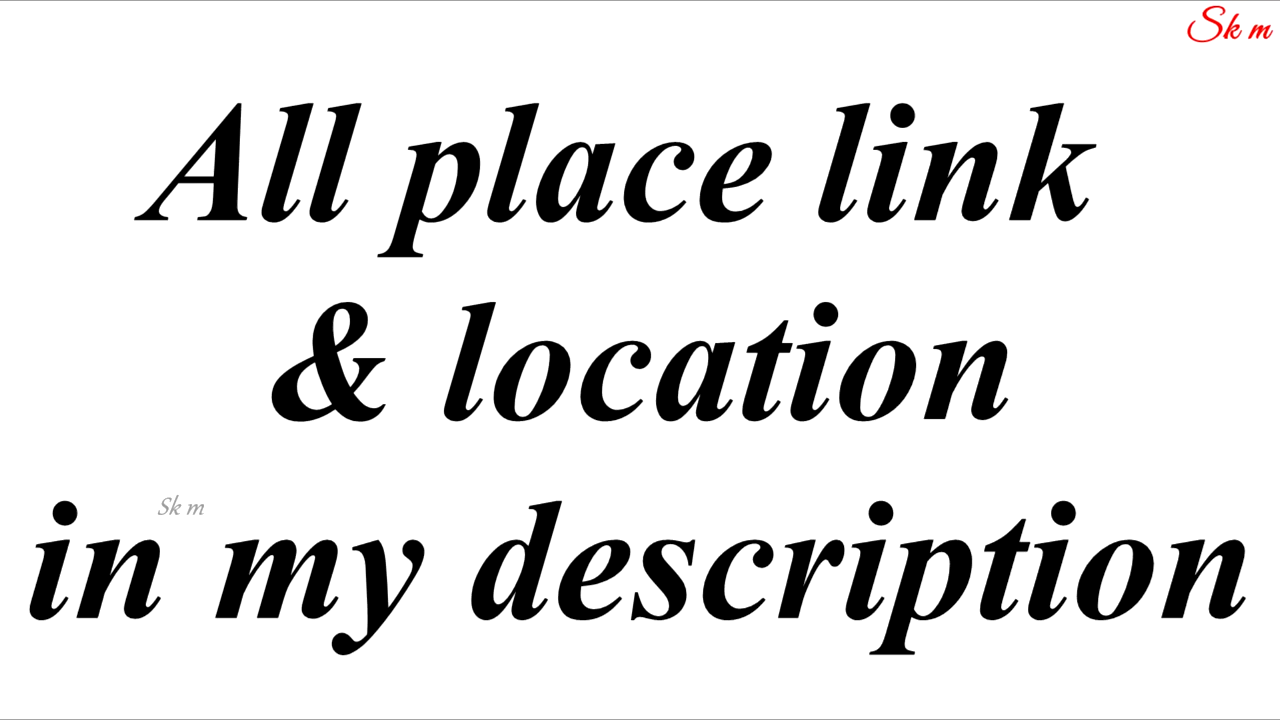 Sk m
All place link
& location
Sk m
in my description